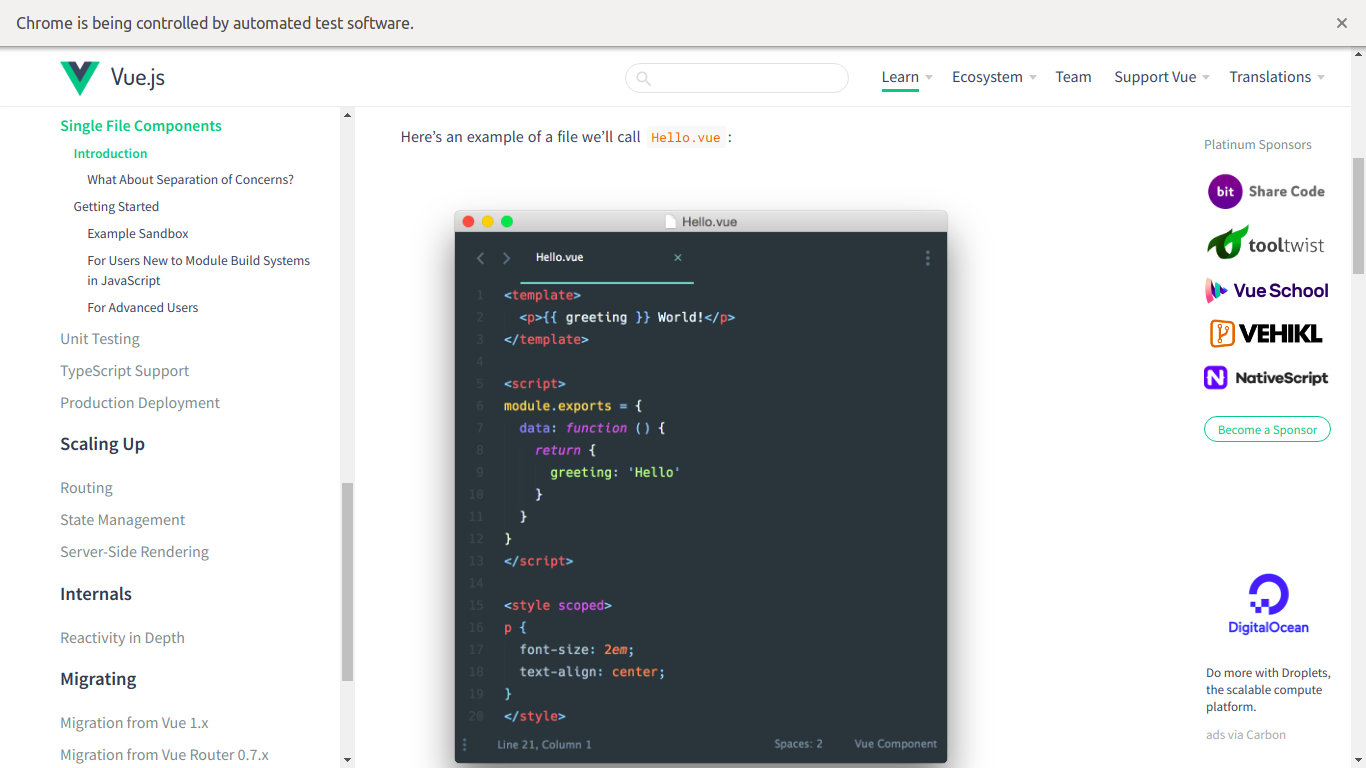 Chrome is being controlled by automated test software.
Vue.js
Learn
Ecosystem
Team
Support Vue
Translations
Single File Components
Introduction
What About Separation of Concerns?
Getting Started
Example Sandbox
For Users New to Module Build Systems
in JavaScript
For Advanced Users
Unit Testing
TypeScript Support
Production Deployment
Scaling Up
Routing
State Management
Server-Side Rendering
Internals
Reactivity in Depth
Migrating
Migration from Vue 1.x
Migration from Vue Router 0.7.x
Here’s an example of a file we’ll call Hello.vue :
Hello.vue
Hello.vue
1 <template>
2 <p>{{ greeting }} World!</p>
3 </template>
4
5 <script>
6 module.exports = {
7 data: function () {
8 return {
9 greeting: 'Hello'
10 }
11 }
12 }
13 </script>
14
15 <style scoped>
16 p {
17 font-size: 2em;
18 text-align: center;
19 }
20 </style>
Line 21, Column 1
Spaces: 2
Vue Component
Platinum Sponsors
bit Share Code
tooltwist
Vue School
VEHIKL
NativeScript
Become a Sponsor
DigitalOcean
Do more with Droplets,
the scalable compute
platform.
ads via Carbon